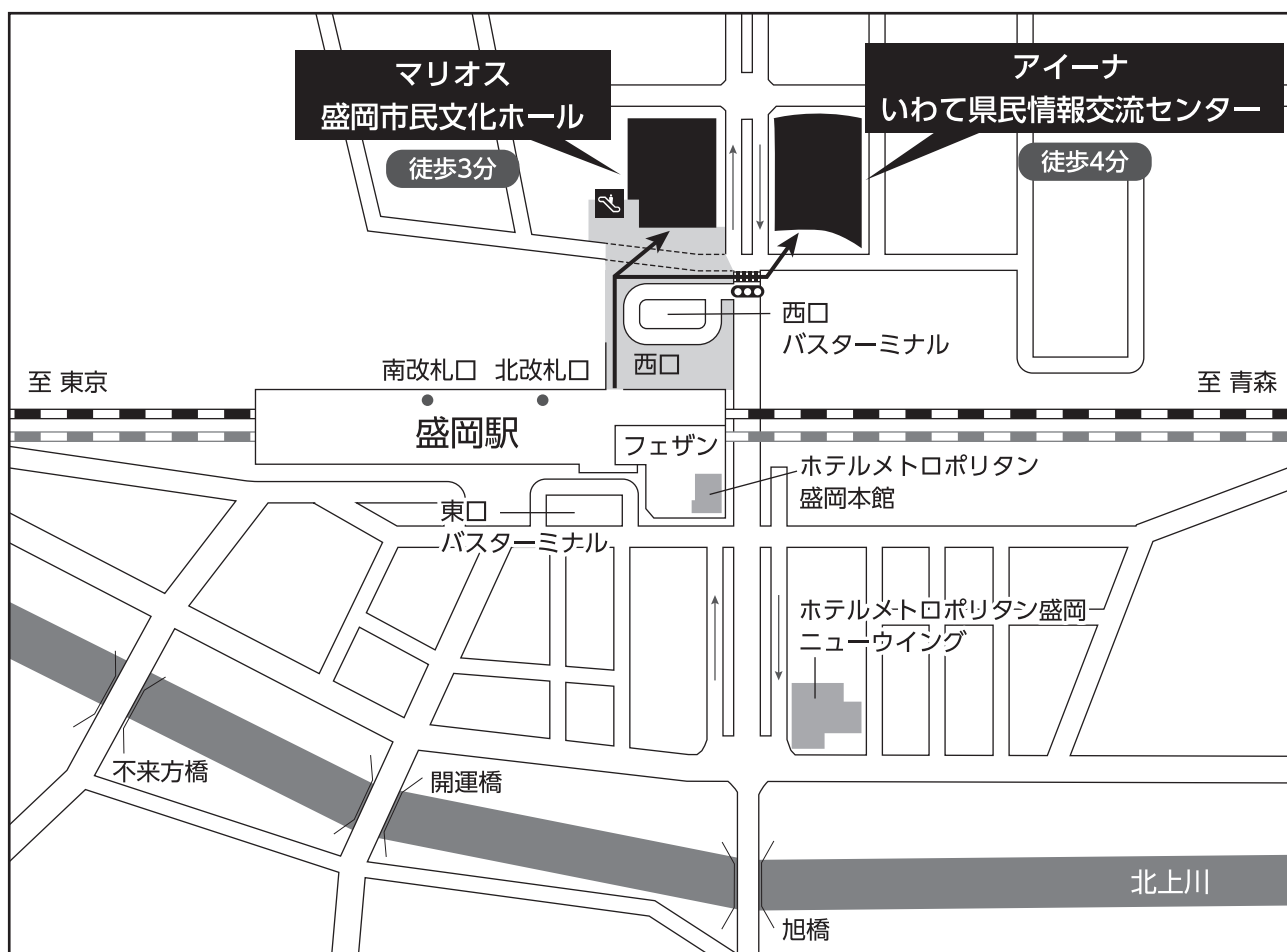 マリオス
盛岡市民文化ホール
徒歩3分
アイーナ
いわて県民情報交流センター
徒歩4分
西口
バスターミナル
西口
南改札口
北改札口
至 東京
至 青森
盛岡駅
フェザン
ホテルメトロポリタン
盛岡本館
東口
バスターミナル
ホテルメトロポリタン盛岡
ニューウイング
不来方橋
開運橋
北上川
旭橋